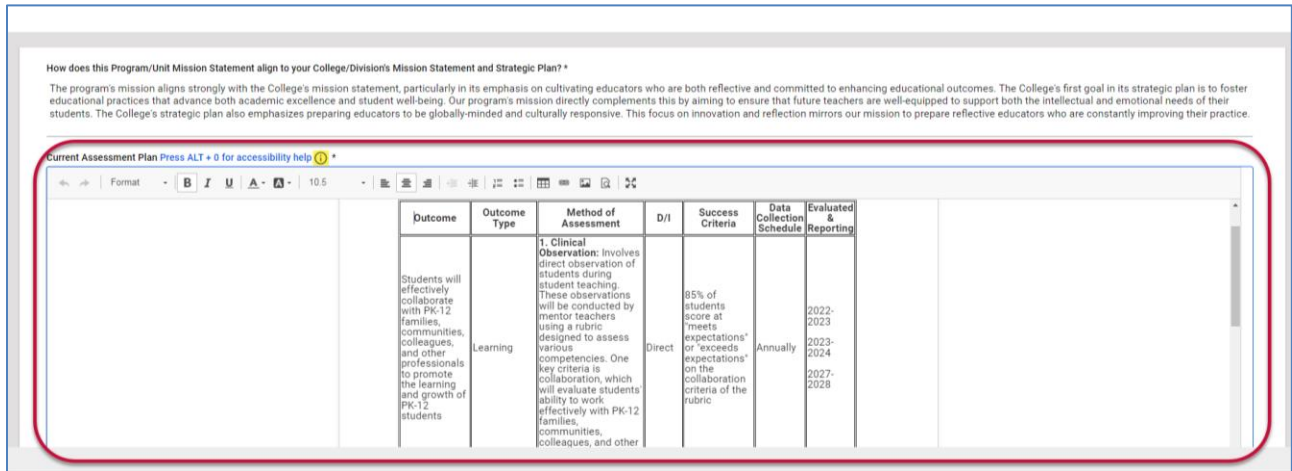 How does this Program/Unit Mission Statement align to your College/Division's Mission Statement and Strategic Plan? *
The program's mission aligns strongly with the College's mission statement, particularly in its emphasis on cultivating educators who are both reflective and committed to enhancing educational outcomes. The College's first goal in its strategic plan is to foster
educational practices that advance both academic excellence and student well-being. Our program's mission directly complements this by aiming to ensure that future teachers are well-equipped to support both the intellectual and emotional needs of their
students. The College's strategic plan also emphasizes preparing educators to be globally-minded and culturally responsive. This focus on innovation and reflection mirrors our mission to prepare reflective educators who are constantly improving their practice.
Current Assessment Plan Press ALT + 0 for accessibility help *
Format B I U A A 10.5
Outcome
Outcome
Type
Method of
Assessment
D/I
Success
Criteria
Data
Collection
Schedule
Evaluated
&
Reporting
Students will
effectively
collaborate
with PK-12
families,
communities,
colleagues,
and other
professionals
to promote
the learning
and growth of
PK-12
students
Learning
1. Clinical
Observation: Involves
direct observation of
students during
student teaching.
These observations
will be conducted by
mentor teachers
using a rubric
designed to assess
various
competencies. One
key criteria is
collaboration, which
will evaluate students'
ability to work
effectively with PK-12
families,
communities,
colleagues, and other
Direct
85% of
students
score at
"meets
expectations"
or "exceeds
expectations"
on the
collaboration
criteria of the
rubric
Annually
2022-
2023
2023-
2024
2027-
2028